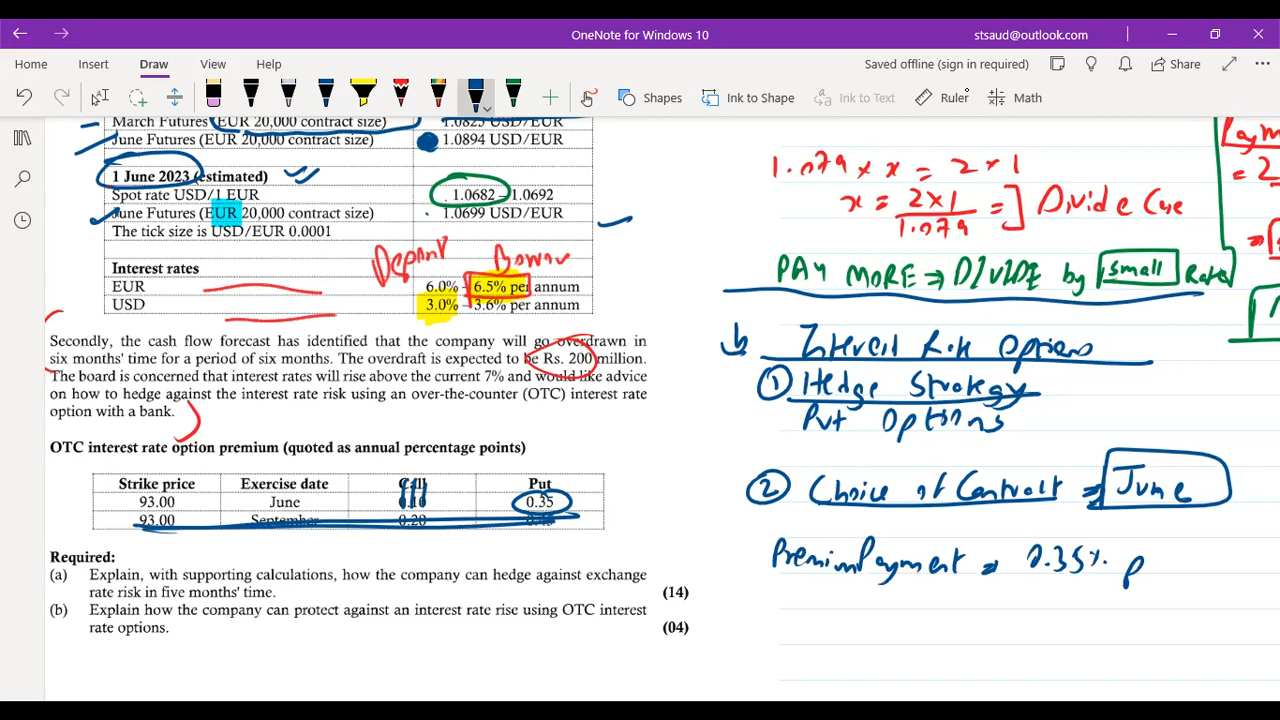 OneNote for Windows 10
stsaud@outlook.com
Home Insert Draw View Help
Saved offline (sign in required) Share
Shapes Ink to Shape Ink to Text Ruler Math
March Futures (EUR 20,000 contract size) 1.0825 USD/EUR
June Futures (EUR 20,000 contract size) 1.0894 USD/EUR
1 June 2023 (estimated)
Spot rate USD/1 EUR 1.0682 – 1.0692
June Futures (EUR 20,000 contract size) 1.0699 USD/EUR
The tick size is USD/EUR 0.0001
Deposit Borrow
Interest rates
EUR 6.0% – 6.5% per annum
USD 3.0% – 3.6% per annum
Secondly, the cash flow forecast has identified that the company will go overdrawn in
six months' time for a period of six months. The overdraft is expected to be Rs. 200 million.
The board is concerned that interest rates will rise above the current 7% and would like advice
on how to hedge against the interest rate risk using an over-the-counter (OTC) interest rate
option with a bank.
OTC interest rate option premium (quoted as annual percentage points)
Strike price Exercise date Call Put
93.00 June 0.10 0.35
93.00 September 0.20
Required:
(a) Explain, with supporting calculations, how the company can hedge against exchange
rate risk in five months' time. (14)
(b) Explain how the company can protect against an interest rate rise using OTC interest
rate options. (04)
1.079 x x = 2 x 1
x = 2 x 1 = ] Divide Case
1.079
PAY MORE ⇒ DIVIDE by small Rate
b Interest Risk Options
① Hedge Strategy
Put Options
② Choice of Contract ⇒ June
Premium Payment ⇒ 0.35% p
= 2